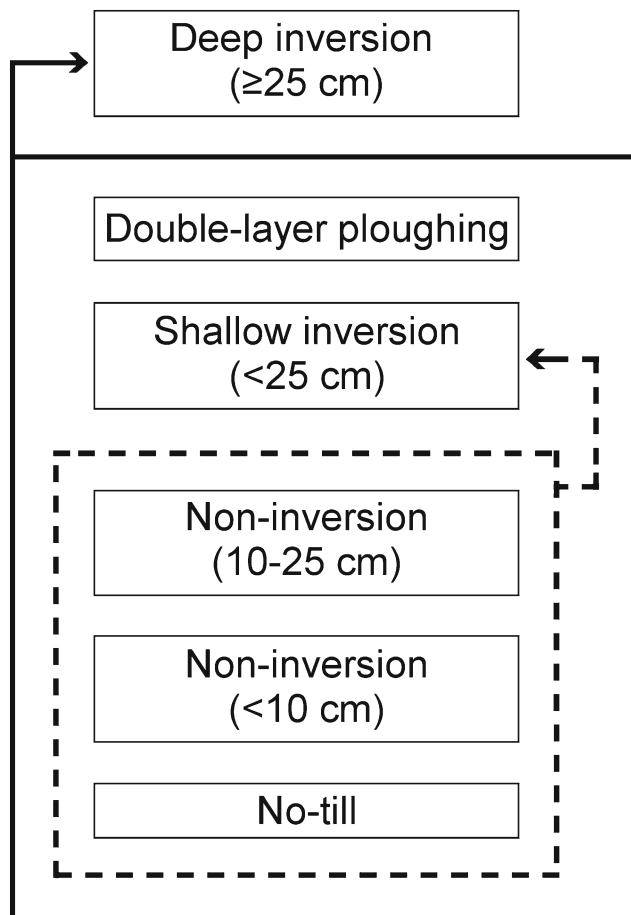 Deep inversion
(≥25 cm)
Double-layer ploughing
Shallow inversion
(<25 cm)
Non-inversion
(10-25 cm)
Non-inversion
(<10 cm)
No-till